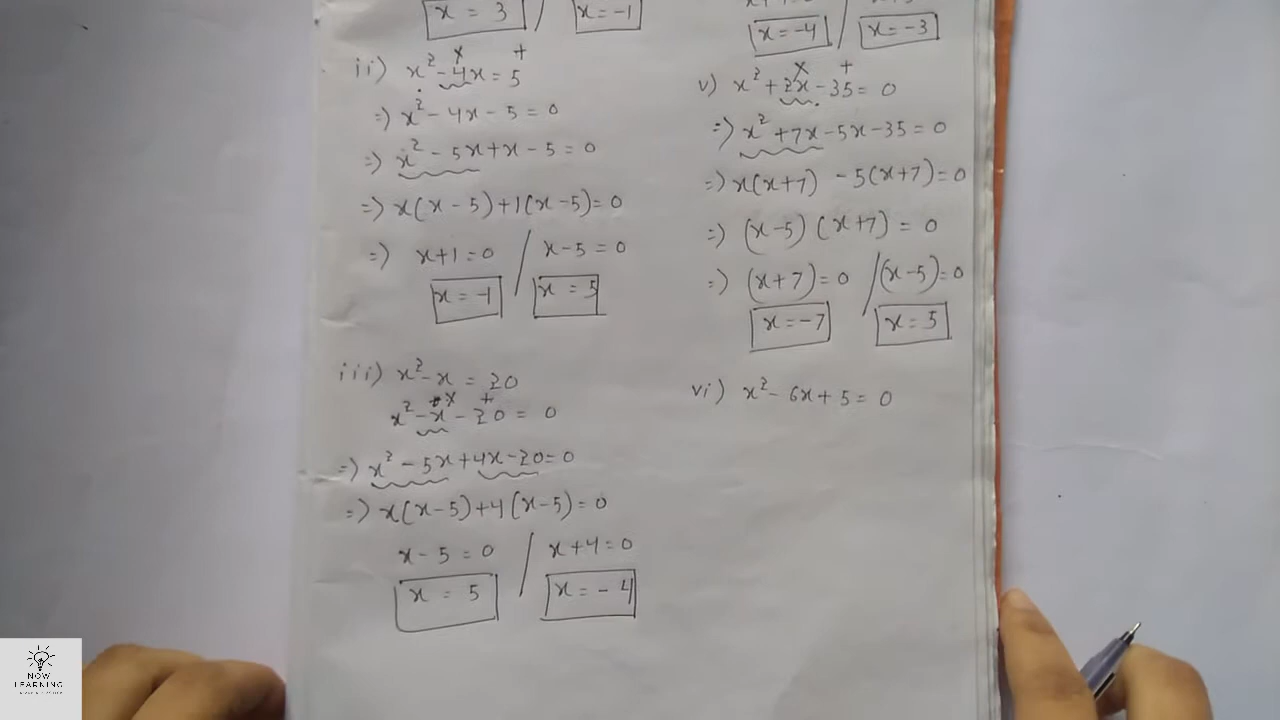 x = 3 / x = -1
ii) x² - 4x = 5
x +
=> x² - 4x - 5 = 0
=> x² - 5x + x - 5 = 0
=> x(x - 5) + 1(x - 5) = 0
=> x + 1 = 0 / x - 5 = 0
x = -1 x = 5
iii) x² - x = 20
x +
x² - x - 20 = 0
=> x² - 5x + 4x - 20 = 0
=> x(x - 5) + 4(x - 5) = 0
x - 5 = 0 / x + 4 = 0
x = 5 x = - 4
x = -4 / x = -3
x +
v) x² + 2x - 35 = 0
=> x² + 7x - 5x - 35 = 0
=> x(x + 7) - 5(x + 7) = 0
=> (x - 5) (x + 7) = 0
=> (x + 7) = 0 / (x - 5) = 0
x = -7 x = 5
vi) x² - 6x + 5 = 0
NOW
LEARNING